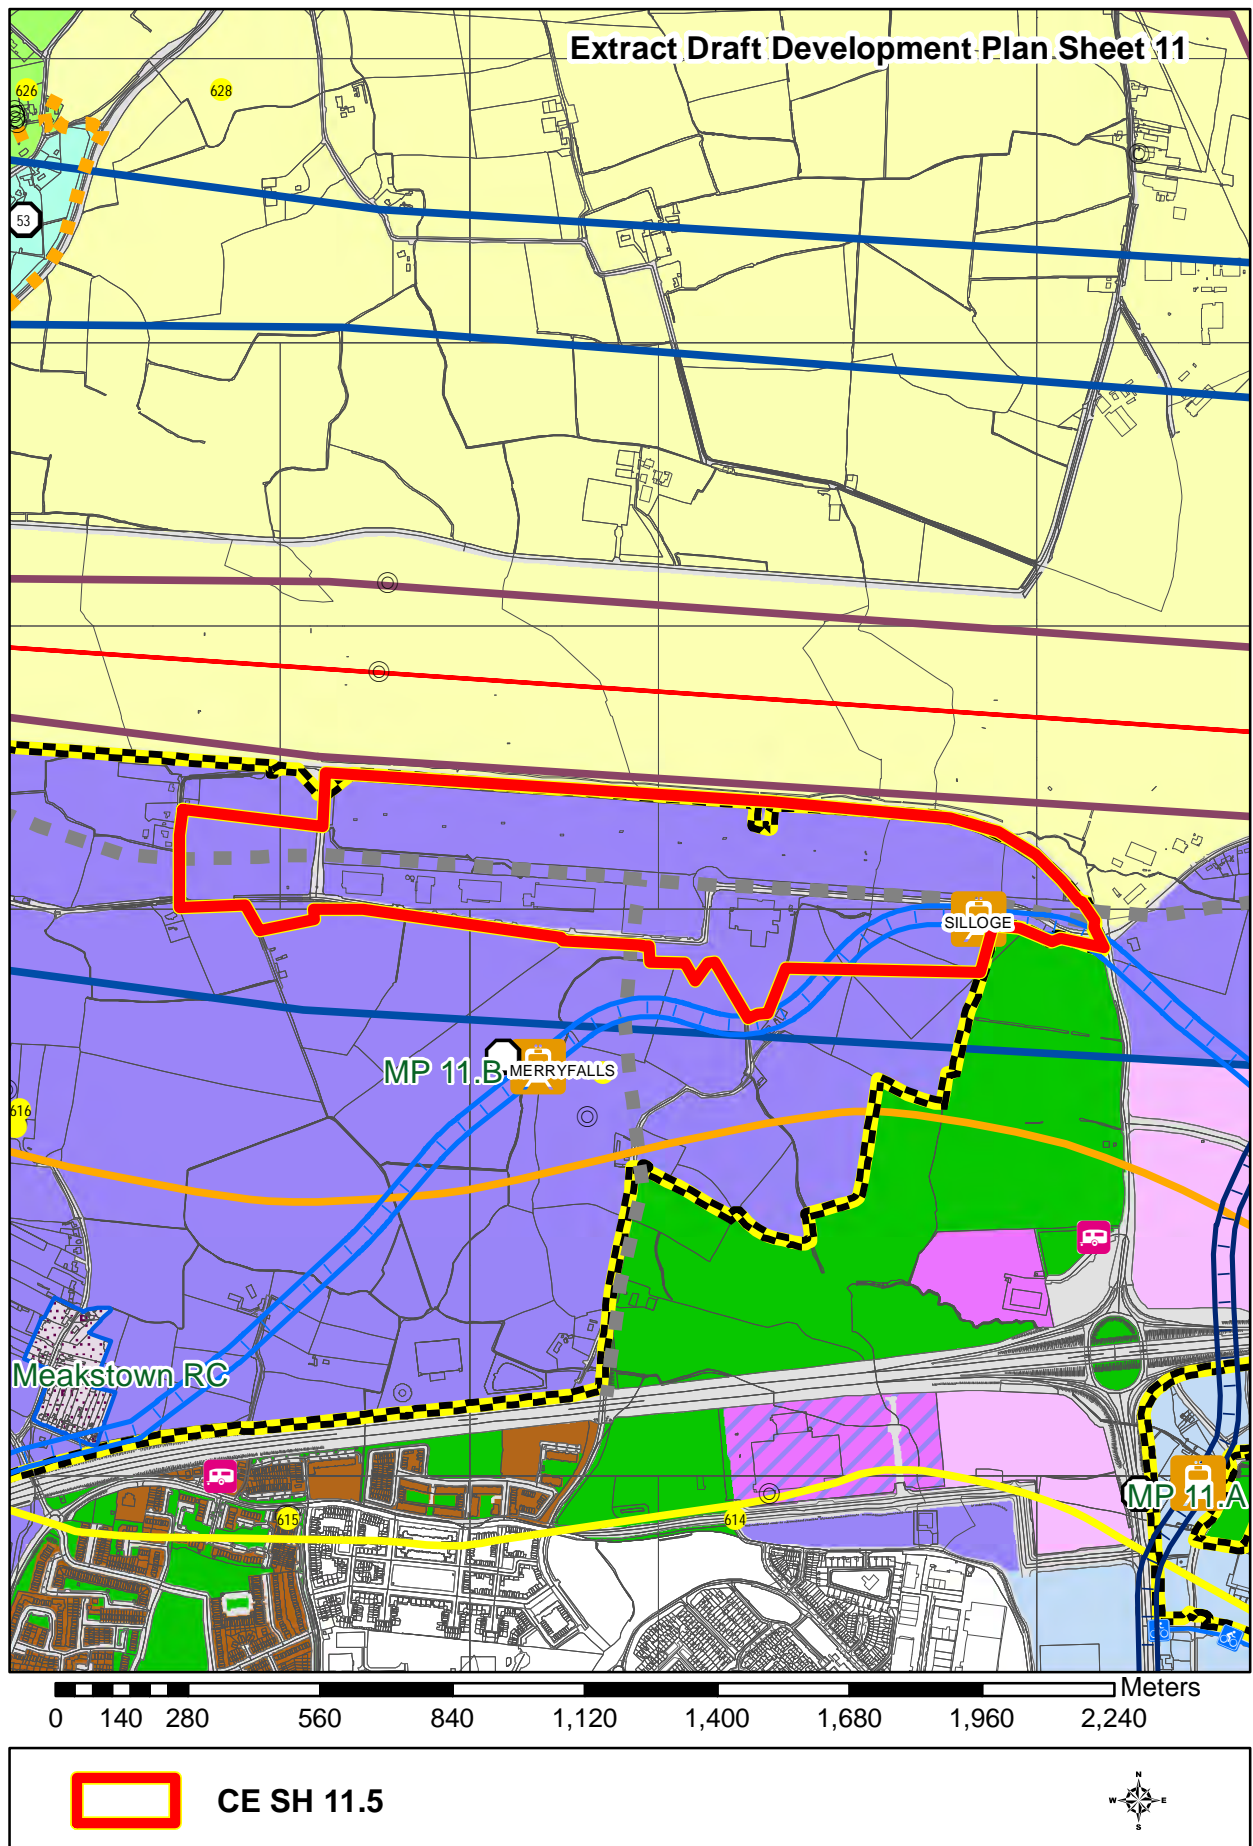 Extract Draft Development Plan Sheet 11
626
628
53
SILLOGE
MP 11.B
MERRYFALLS
616
Meakstown RC
MP 11.A
615
614
Meters
0 140 280 560 840 1,120 1,400 1,680 1,960 2,240
CE SH 11.5
N
W E
S